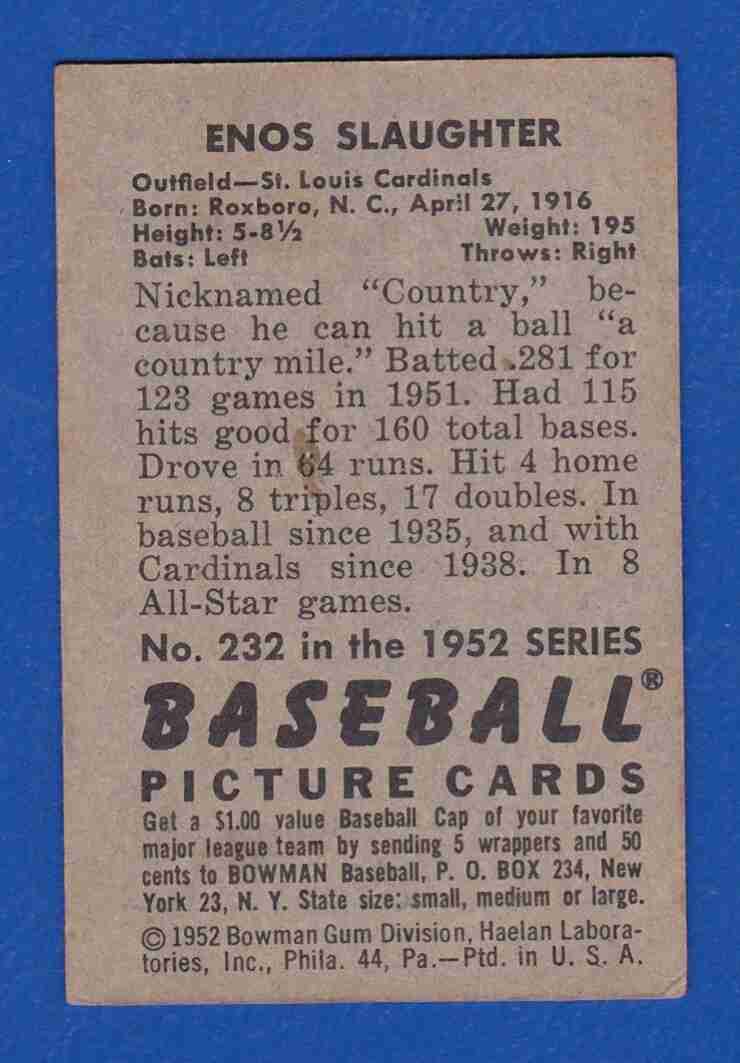 ENOS SLAUGHTER
Outfield—St. Louis Cardinals
Born: Roxboro, N. C., April 27, 1916
Height: 5-8½ Weight: 195
Bats: Left Throws: Right
Nicknamed “Country,” be-
cause he can hit a ball “a
country mile.” Batted .281 for
123 games in 1951. Had 115
hits good for 160 total bases.
Drove in 64 runs. Hit 4 home
runs, 8 triples, 17 doubles. In
baseball since 1935, and with
Cardinals since 1938. In 8
All-Star games.
No. 232 in the 1952 SERIES
BASEBALL®
PICTURE CARDS
Get a $1.00 value Baseball Cap of your favorite
major league team by sending 5 wrappers and 50
cents to BOWMAN Baseball, P. O. BOX 234, New
York 23, N. Y. State size: small, medium or large.
© 1952 Bowman Gum Division, Haelan Labora-
tories, Inc., Phila. 44, Pa.—Ptd. in U. S. A.